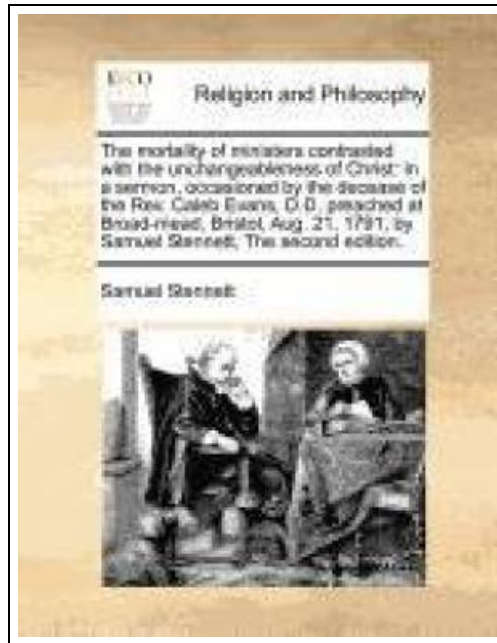 ECCO
Religion and Philosophy
The mortality of ministers contrasted
with the unchangeableness of Christ: in
a sermon, occasioned by the decease of
the Rev. Caleb Evans, D.D. preached at
Broad-mead, Bristol, Aug. 21, 1791, by
Samuel Stennett, The second edition.
Samuel Stennett